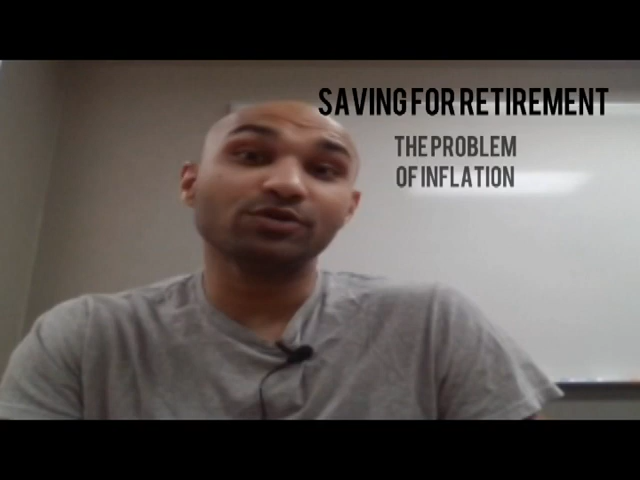 SAVING FOR RETIREMENT
THE PROBLEM
OF INFLATION